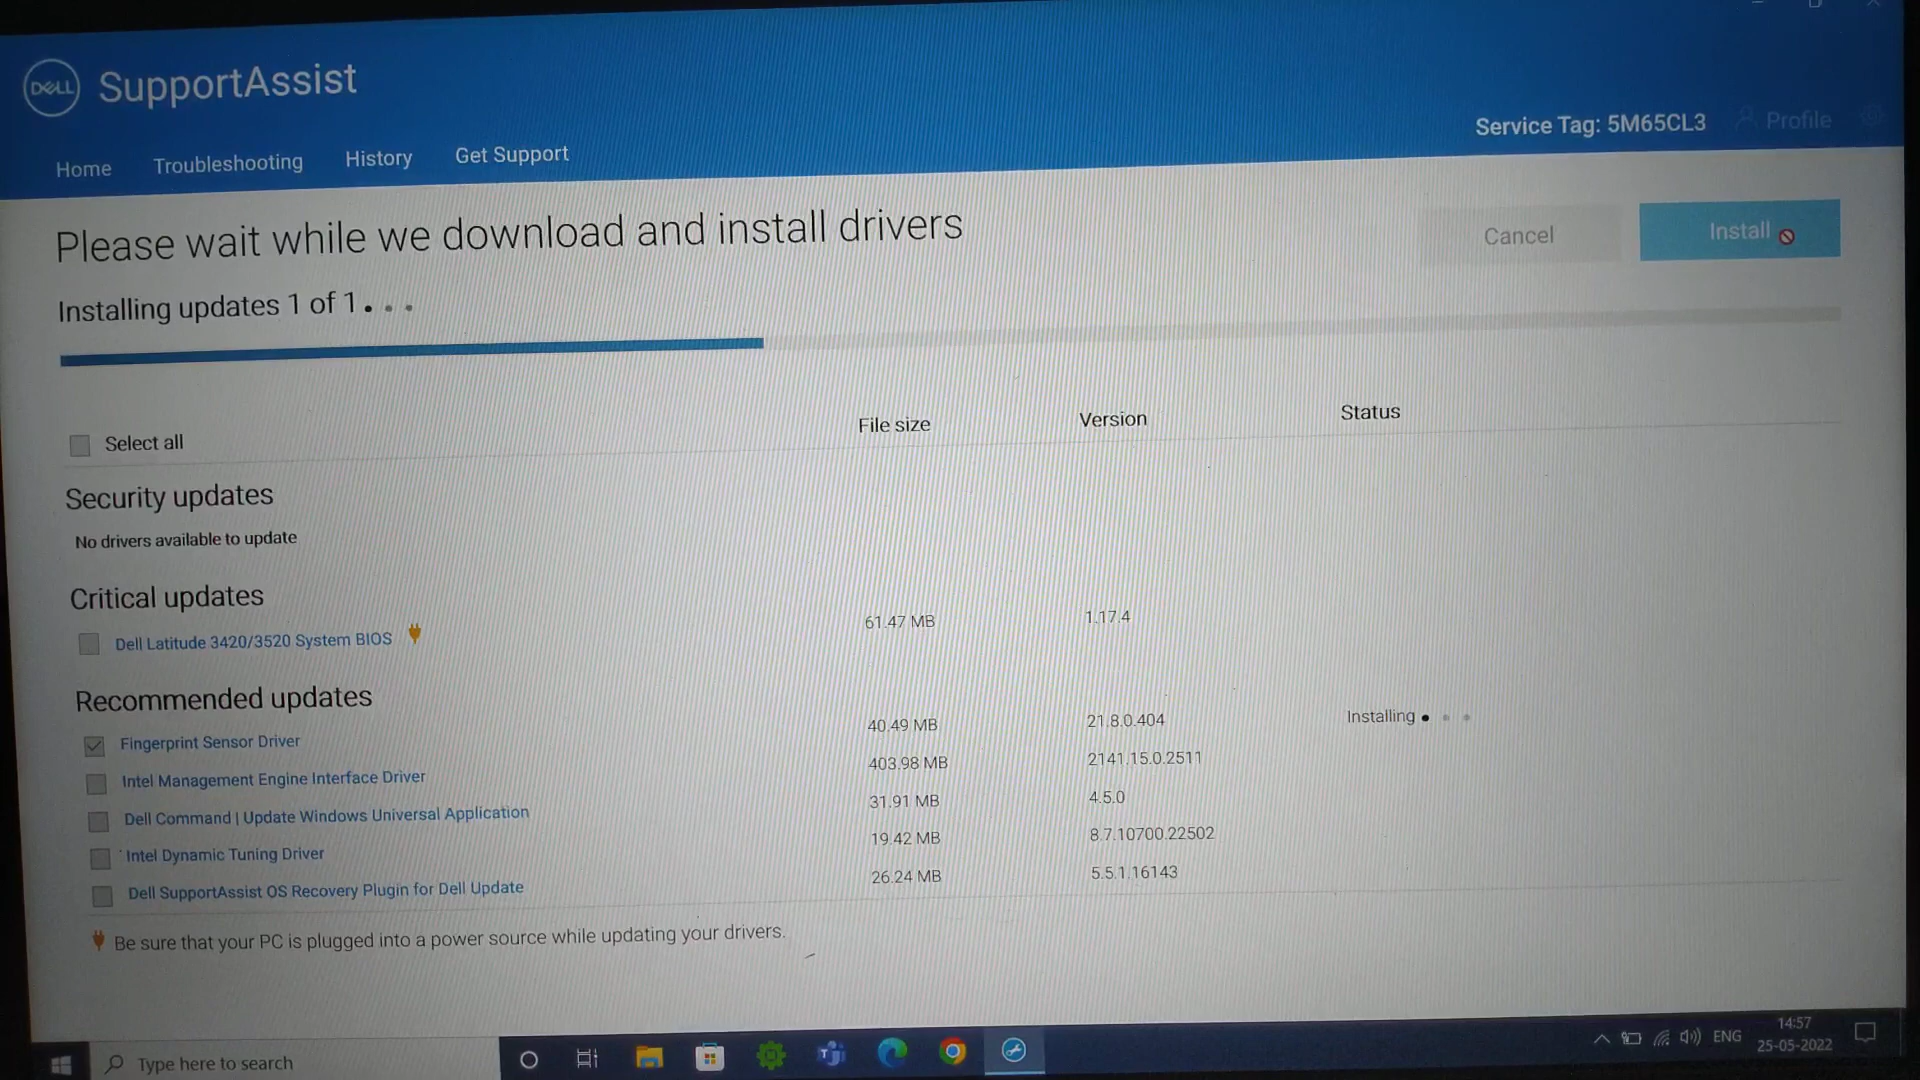 DELL SupportAssist
Service Tag: 5M65CL3 Profile
Home Troubleshooting History Get Support
Please wait while we download and install drivers
Cancel Install
Installing updates 1 of 1...
Select all File size Version Status
Security updates
No drivers available to update
Critical updates
Dell Latitude 3420/3520 System BIOS 61.47 MB 1.17.4
Recommended updates
Fingerprint Sensor Driver 40.49 MB 21.8.0.404 Installing
Intel Management Engine Interface Driver 403.98 MB 2141.15.0.2511
Dell Command | Update Windows Universal Application 31.91 MB 4.5.0
Intel Dynamic Tuning Driver 19.42 MB 8.7.10700.22502
Dell SupportAssist OS Recovery Plugin for Dell Update 26.24 MB 5.5.1.16143
Be sure that your PC is plugged into a power source while updating your drivers.
Type here to search
ENG
14:57
25-05-2022